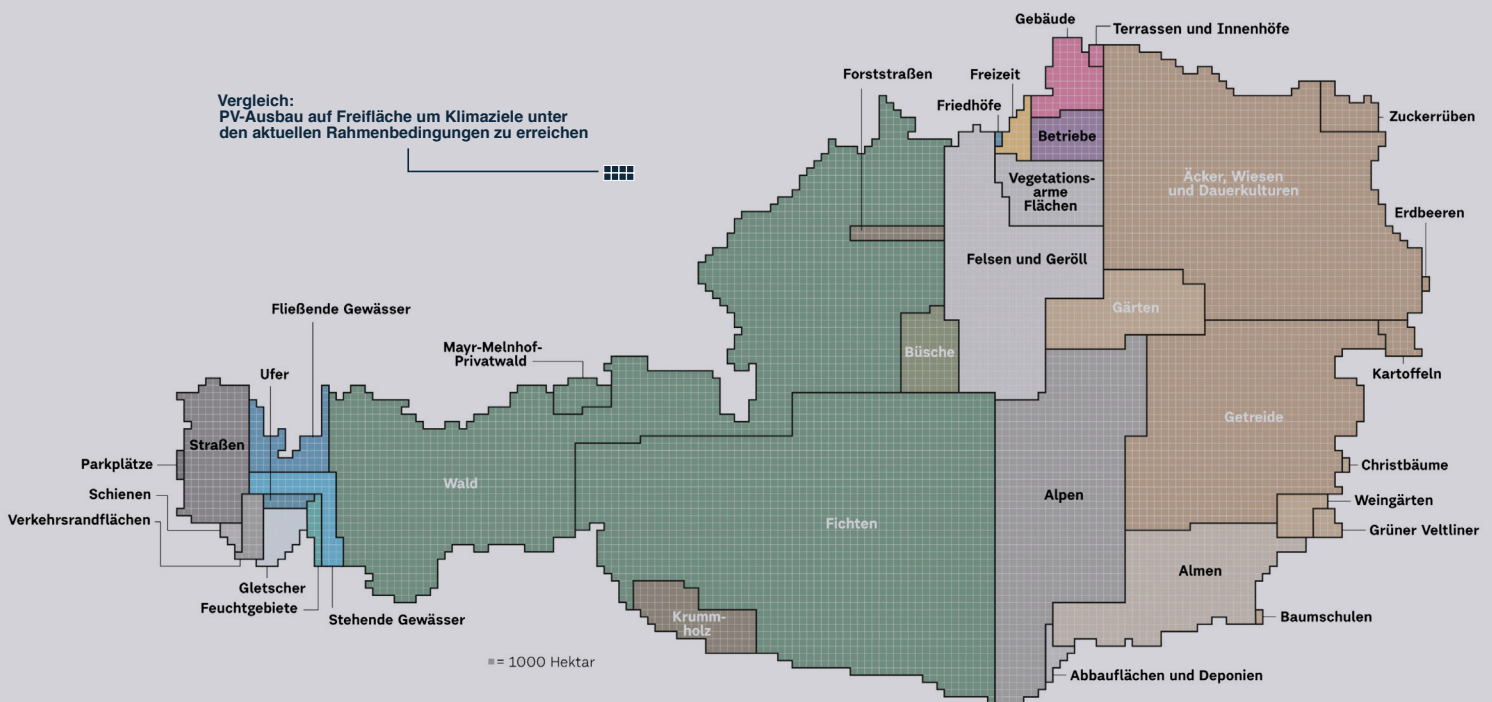 Gebäude
Terrassen und Innenhöfe
Forststraßen
Freizeit
Friedhöfe
Vergleich:
PV-Ausbau auf Freifläche um Klimaziele unter
den aktuellen Rahmenbedingungen zu erreichen
Zuckerrüben
Betriebe
Vegetations-
arme
Flächen
Äcker, Wiesen
und Dauerkulturen
Erdbeeren
Felsen und Geröll
Fließende Gewässer
Gärten
Mayr-Melnhof-
Privatwald
Büsche
Ufer
Kartoffeln
Getreide
Straßen
Parkplätze
Christbäume
Wald
Schienen
Alpen
Weingärten
Verkehrsrandflächen
Fichten
Grüner Veltliner
Almen
Gletscher
Feuchtgebiete
Stehende Gewässer
Krumm-
holz
Baumschulen
= 1000 Hektar
Abbauflächen und Deponien